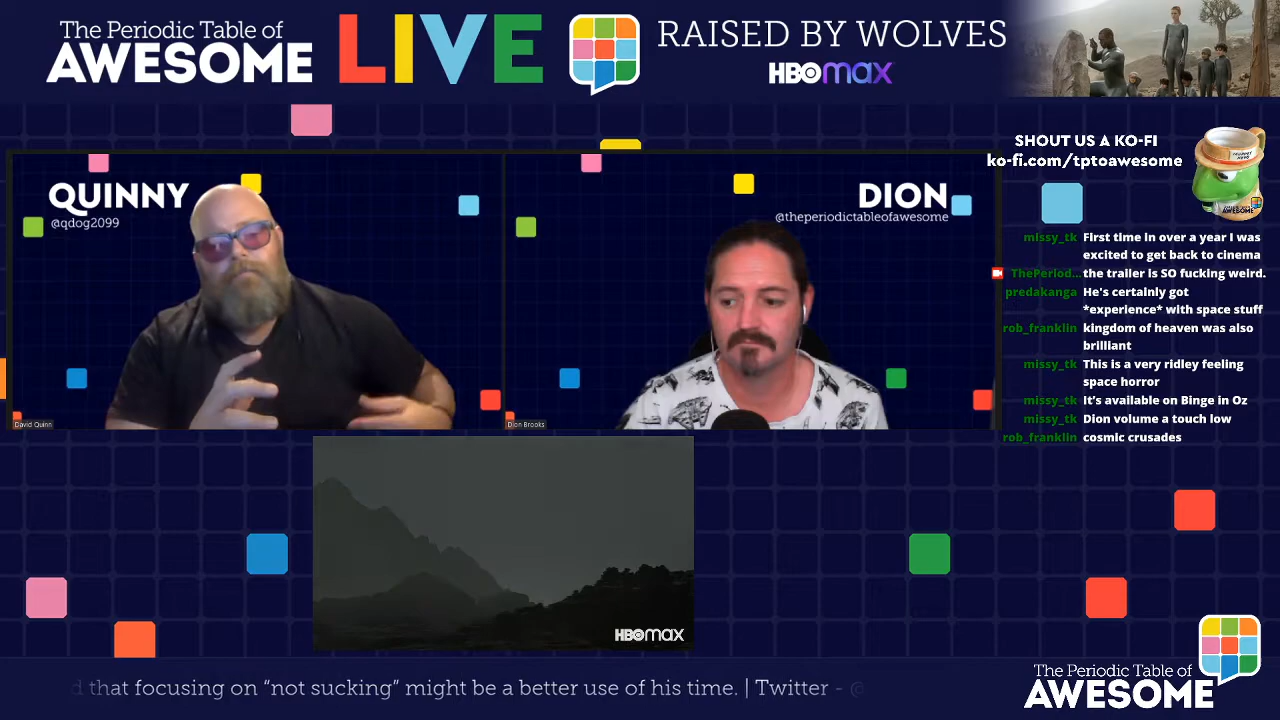 The Periodic Table of
AWESOME
LIVE
RAISED BY WOLVES
HBOmax
SHOUT US A KO-FI
ko-fi.com/tptoawesome
QUINNY
@qdog2099
DION
@theperiodictableofawesome
David Quinn
Dion Brooks
missy_tk First time in over a year I was
excited to get back to cinema
ThePeriod... the trailer is SO fucking weird.
predakanga He's certainly got
*experience* with space stuff
rob_franklin kingdom of heaven was also
brilliant
missy_tk This is a very ridley feeling
space horror
missy_tk It's available on Binge in Oz
missy_tk Dion volume a touch low
rob_franklin cosmic crusades
HBOmax
d that focusing on “not sucking” might be a better use of his time. | Twitter - @
The Periodic Table of
AWESOME